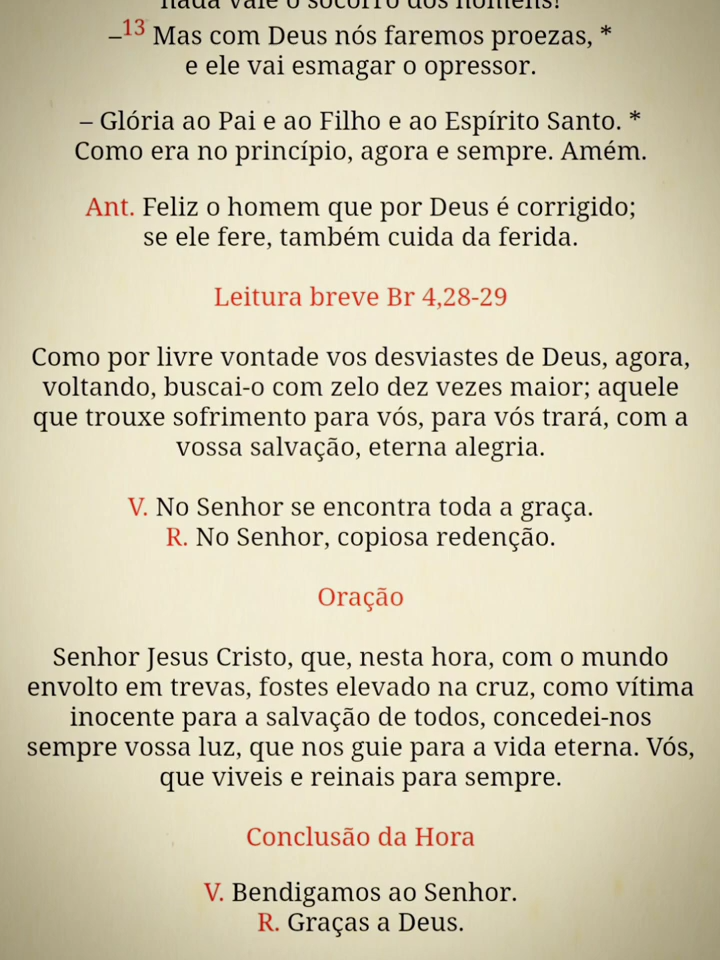 nada vale o socorro dos homens!
–13 Mas com Deus nós faremos proezas, *
e ele vai esmagar o opressor.
– Glória ao Pai e ao Filho e ao Espírito Santo. *
Como era no princípio, agora e sempre. Amém.
Ant. Feliz o homem que por Deus é corrigido;
se ele fere, também cuida da ferida.
Leitura breve Br 4,28-29
Como por livre vontade vos desviastes de Deus, agora,
voltando, buscai-o com zelo dez vezes maior; aquele
que trouxe sofrimento para vós, para vós trará, com a
vossa salvação, eterna alegria.
V. No Senhor se encontra toda a graça.
R. No Senhor, copiosa redenção.
Oração
Senhor Jesus Cristo, que, nesta hora, com o mundo
envolto em trevas, fostes elevado na cruz, como vítima
inocente para a salvação de todos, concedei-nos
sempre vossa luz, que nos guie para a vida eterna. Vós,
que viveis e reinais para sempre.
Conclusão da Hora
V. Bendigamos ao Senhor.
R. Graças a Deus.